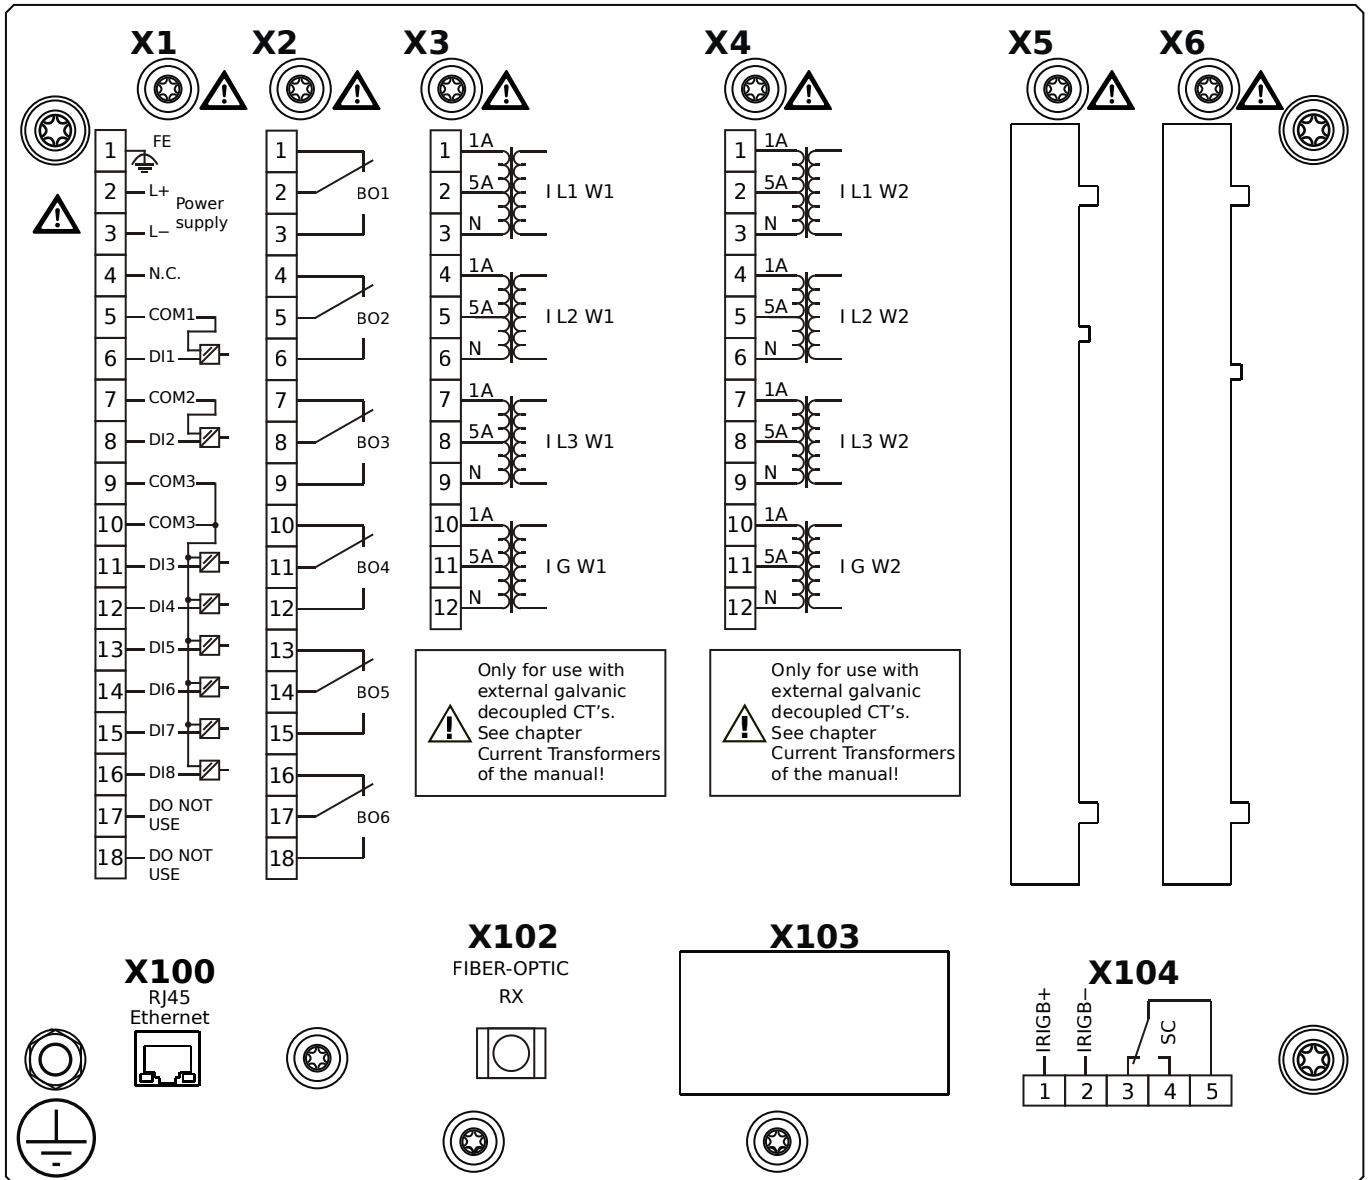 X1
X2
X3
X4
X5
X6
1 FE
2 L+
3 L−
Power
supply
4 N.C.
5 COM1
6 DI1
7 COM2
8 DI2
9 COM3
10 COM3
11 DI3
12 DI4
13 DI5
14 DI6
15 DI7
16 DI8
17 DO NOT
USE
18 DO NOT
USE
1
2 BO1
3
4
5 BO2
6
7
8 BO3
9
10
11 BO4
12
13
14 BO5
15
16
17 BO6
18
1 1A
2 5A I L1 W1
3 N
4 1A
5 5A I L2 W1
6 N
7 1A
8 5A I L3 W1
9 N
10 1A
11 5A I G W1
12 N
Only for use with
external galvanic
decoupled CT's.
See chapter
Current Transformers
of the manual!
1 1A
2 5A I L1 W2
3 N
4 1A
5 5A I L2 W2
6 N
7 1A
8 5A I L3 W2
9 N
10 1A
11 5A I G W2
12 N
Only for use with
external galvanic
decoupled CT's.
See chapter
Current Transformers
of the manual!
X100
RJ45
Ethernet
X102
FIBER-OPTIC
RX
X103
X104
IRIGB+
IRIGB−
SC
1 2 3 4 5